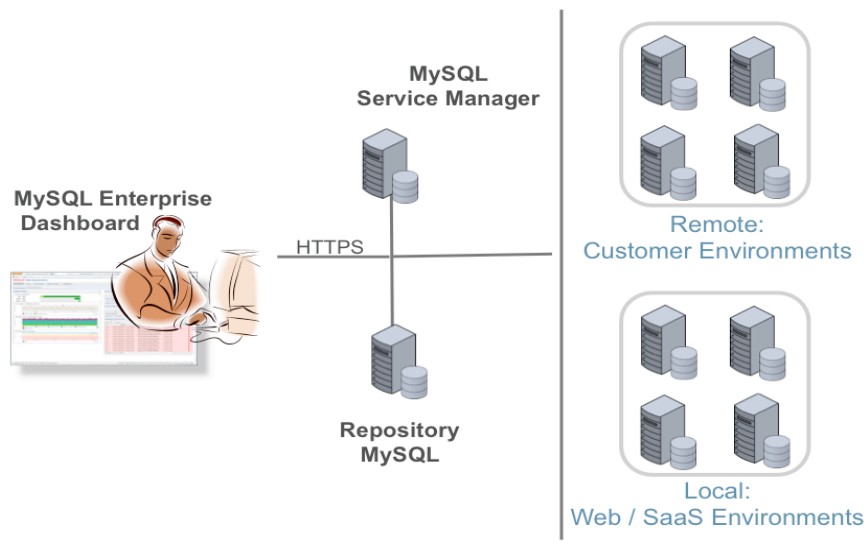 MySQL
Service Manager
MySQL Enterprise
Dashboard
HTTPS
Repository
MySQL
Remote:
Customer Environments
Local:
Web / SaaS Environments